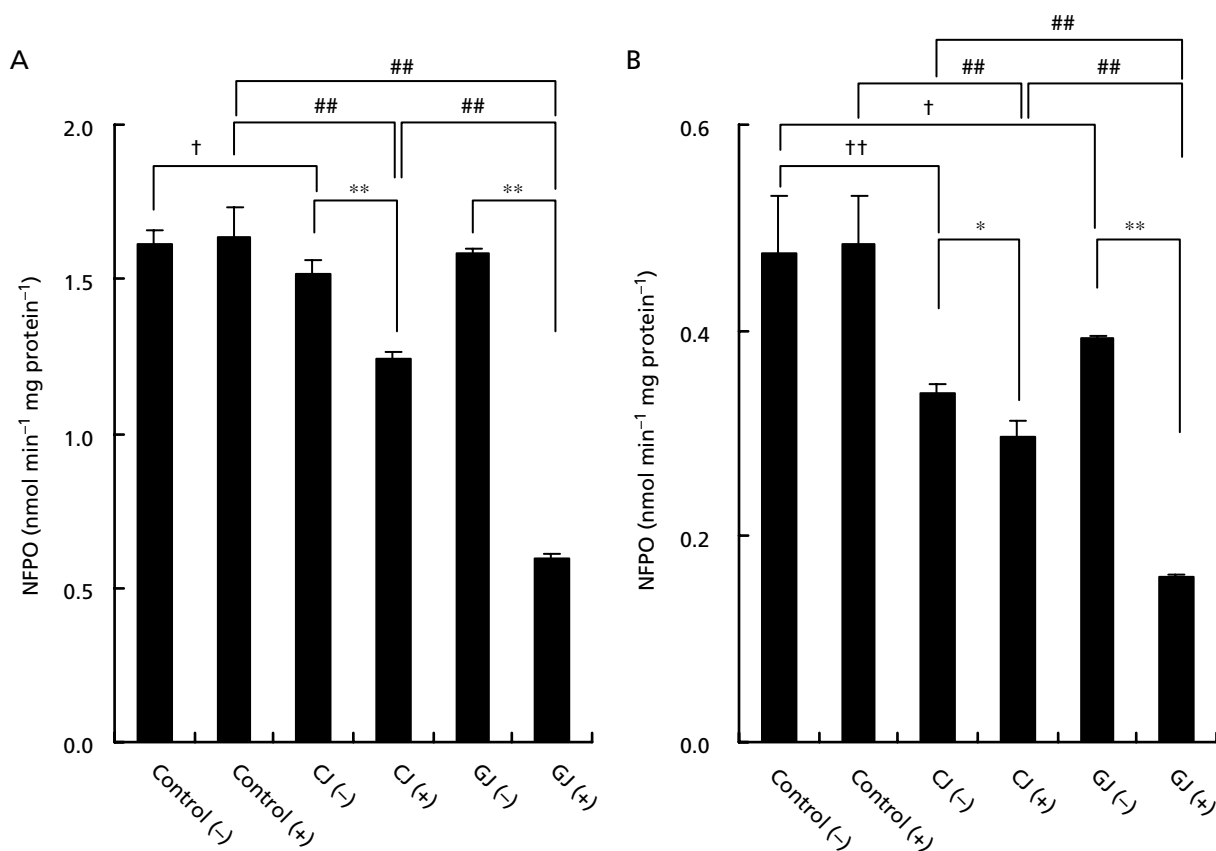 A
##
##
##
†
**
**
2.0
1.5
1.0
0.5
0.0
NFPO (nmol min⁻¹ mg protein⁻¹)
Control (–)
Control (+)
CJ (–)
CJ (+)
GJ (–)
GJ (+)
B
##
##
##
†
††
*
**
0.6
0.4
0.2
0.0
NFPO (nmol min⁻¹ mg protein⁻¹)
Control (–)
Control (+)
CJ (–)
CJ (+)
GJ (–)
GJ (+)